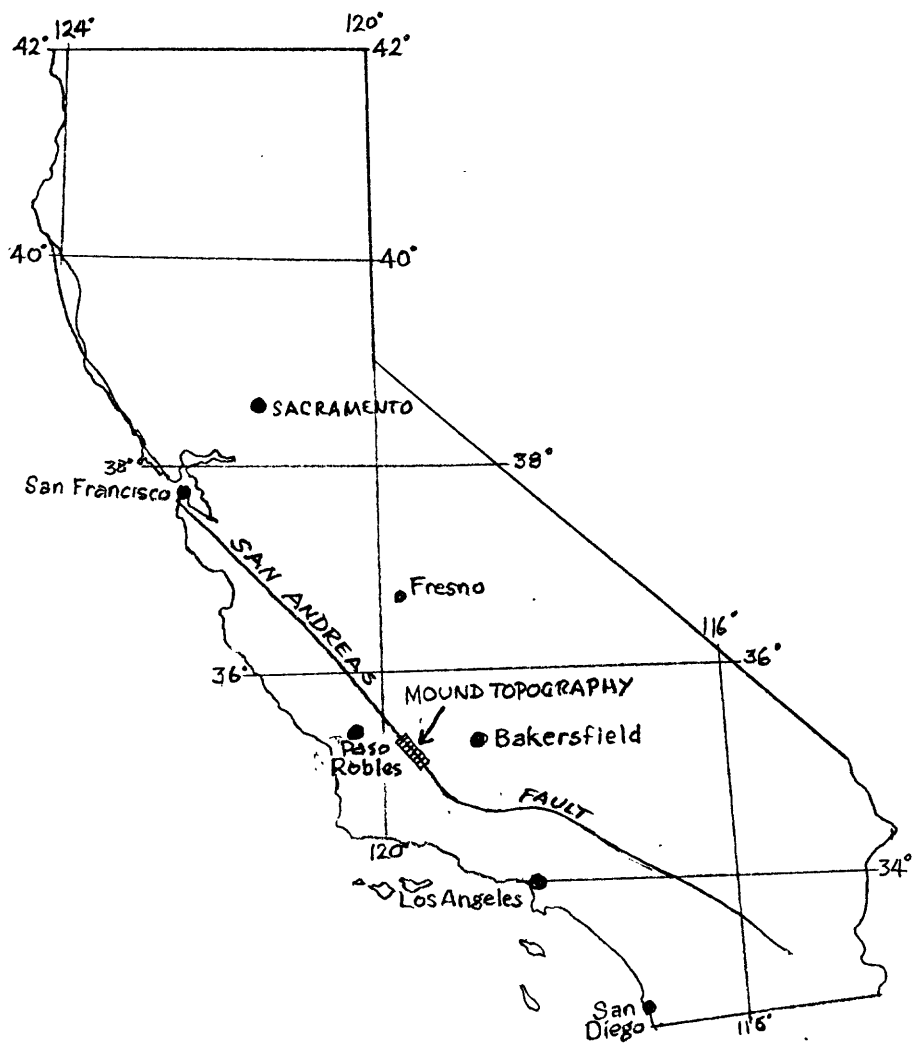 124° 120°
42° 42°
40° 40°
SACRAMENTO
38° 38°
San Francisco
SAN ANDREAS
Fresno
116°
36° 36°
MOUND TOPOGRAPHY
Bakersfield
Paso
Robles
FAULT
120°
34°
Los Angeles
San
Diego
116°